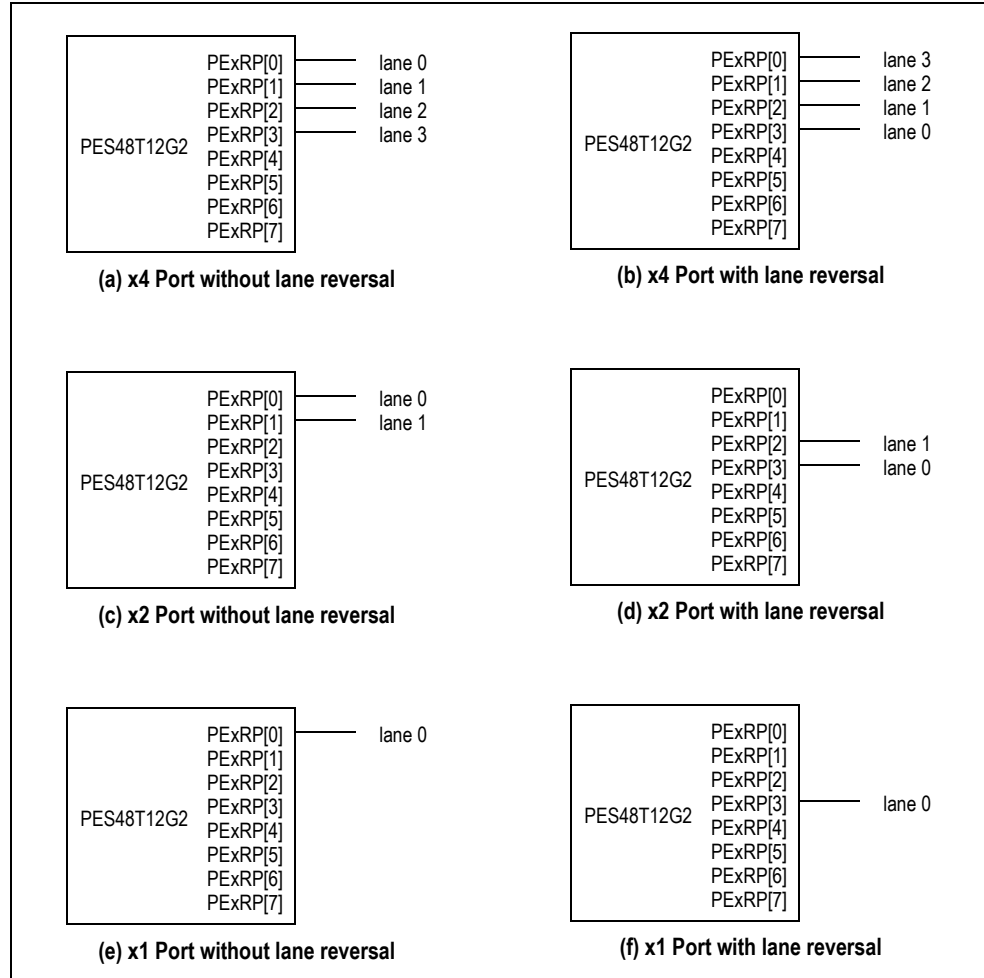 PES48T12G2
PExRP[0] lane 0
PExRP[1] lane 1
PExRP[2] lane 2
PExRP[3] lane 3
PExRP[4]
PExRP[5]
PExRP[6]
PExRP[7]
(a) x4 Port without lane reversal
PES48T12G2
PExRP[0] lane 3
PExRP[1] lane 2
PExRP[2] lane 1
PExRP[3] lane 0
PExRP[4]
PExRP[5]
PExRP[6]
PExRP[7]
(b) x4 Port with lane reversal
PES48T12G2
PExRP[0] lane 0
PExRP[1] lane 1
PExRP[2]
PExRP[3]
PExRP[4]
PExRP[5]
PExRP[6]
PExRP[7]
(c) x2 Port without lane reversal
PES48T12G2
PExRP[0]
PExRP[1]
PExRP[2] lane 1
PExRP[3] lane 0
PExRP[4]
PExRP[5]
PExRP[6]
PExRP[7]
(d) x2 Port with lane reversal
PES48T12G2
PExRP[0] lane 0
PExRP[1]
PExRP[2]
PExRP[3]
PExRP[4]
PExRP[5]
PExRP[6]
PExRP[7]
(e) x1 Port without lane reversal
PES48T12G2
PExRP[0]
PExRP[1]
PExRP[2]
PExRP[3] lane 0
PExRP[4]
PExRP[5]
PExRP[6]
PExRP[7]
(f) x1 Port with lane reversal